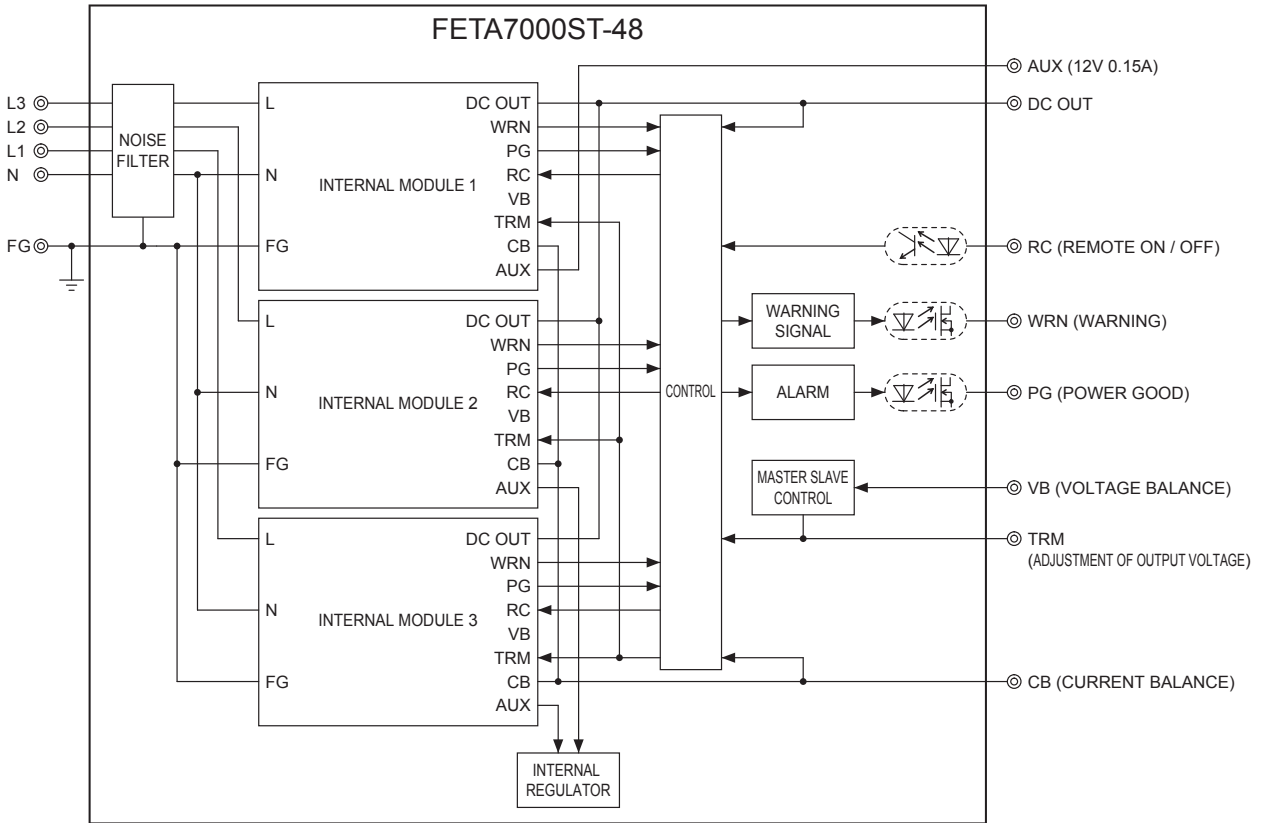 FETA7000ST-48
L3
L2
L1
N
FG
NOISE
FILTER
L
N
FG
INTERNAL MODULE 1
DC OUT
WRN
PG
RC
VB
TRM
CB
AUX
L
N
FG
INTERNAL MODULE 2
DC OUT
WRN
PG
RC
VB
TRM
CB
AUX
L
N
FG
INTERNAL MODULE 3
DC OUT
WRN
PG
RC
VB
TRM
CB
AUX
INTERNAL
REGULATOR
CONTROL
WARNING
SIGNAL
ALARM
MASTER SLAVE
CONTROL
AUX (12V 0.15A)
DC OUT
RC (REMOTE ON / OFF)
WRN (WARNING)
PG (POWER GOOD)
VB (VOLTAGE BALANCE)
TRM
(ADJUSTMENT OF OUTPUT VOLTAGE)
CB (CURRENT BALANCE)